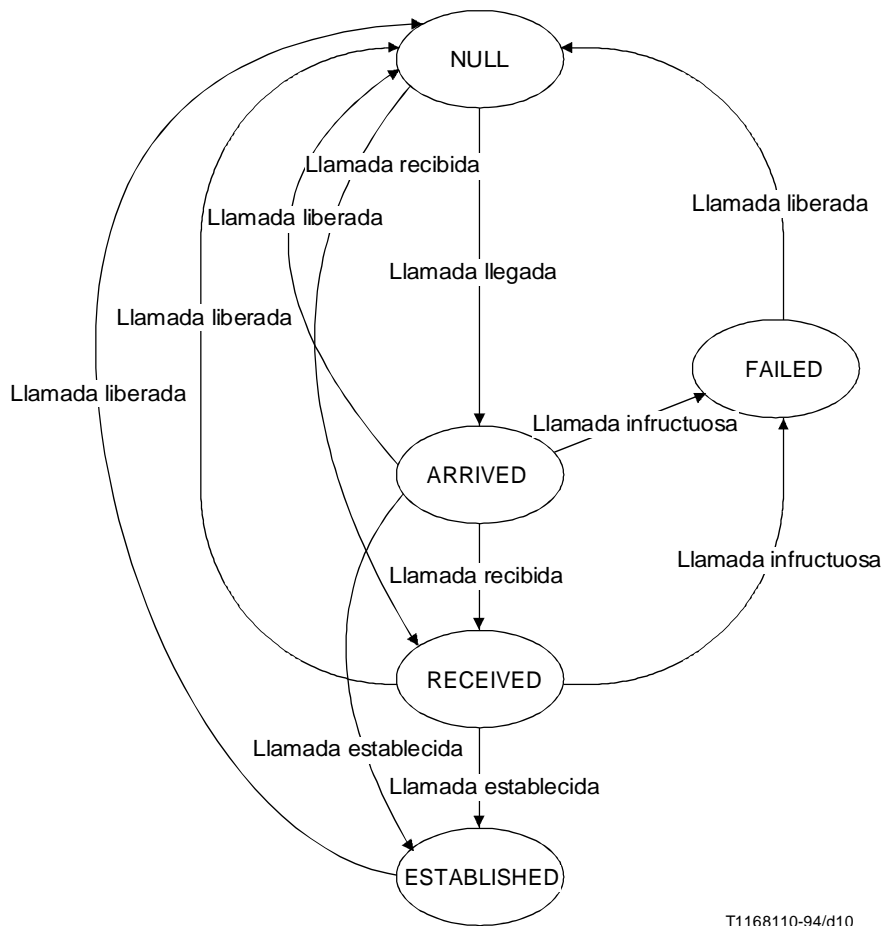 NULL
Llamada recibida
Llamada liberada
Llamada liberada
Llamada llegada
Llamada liberada
Llamada liberada
FAILED
Llamada infructuosa
ARRIVED
Llamada infructuosa
Llamada recibida
RECEIVED
Llamada establecida
Llamada establecida
ESTABLISHED
T1168110-94/d10